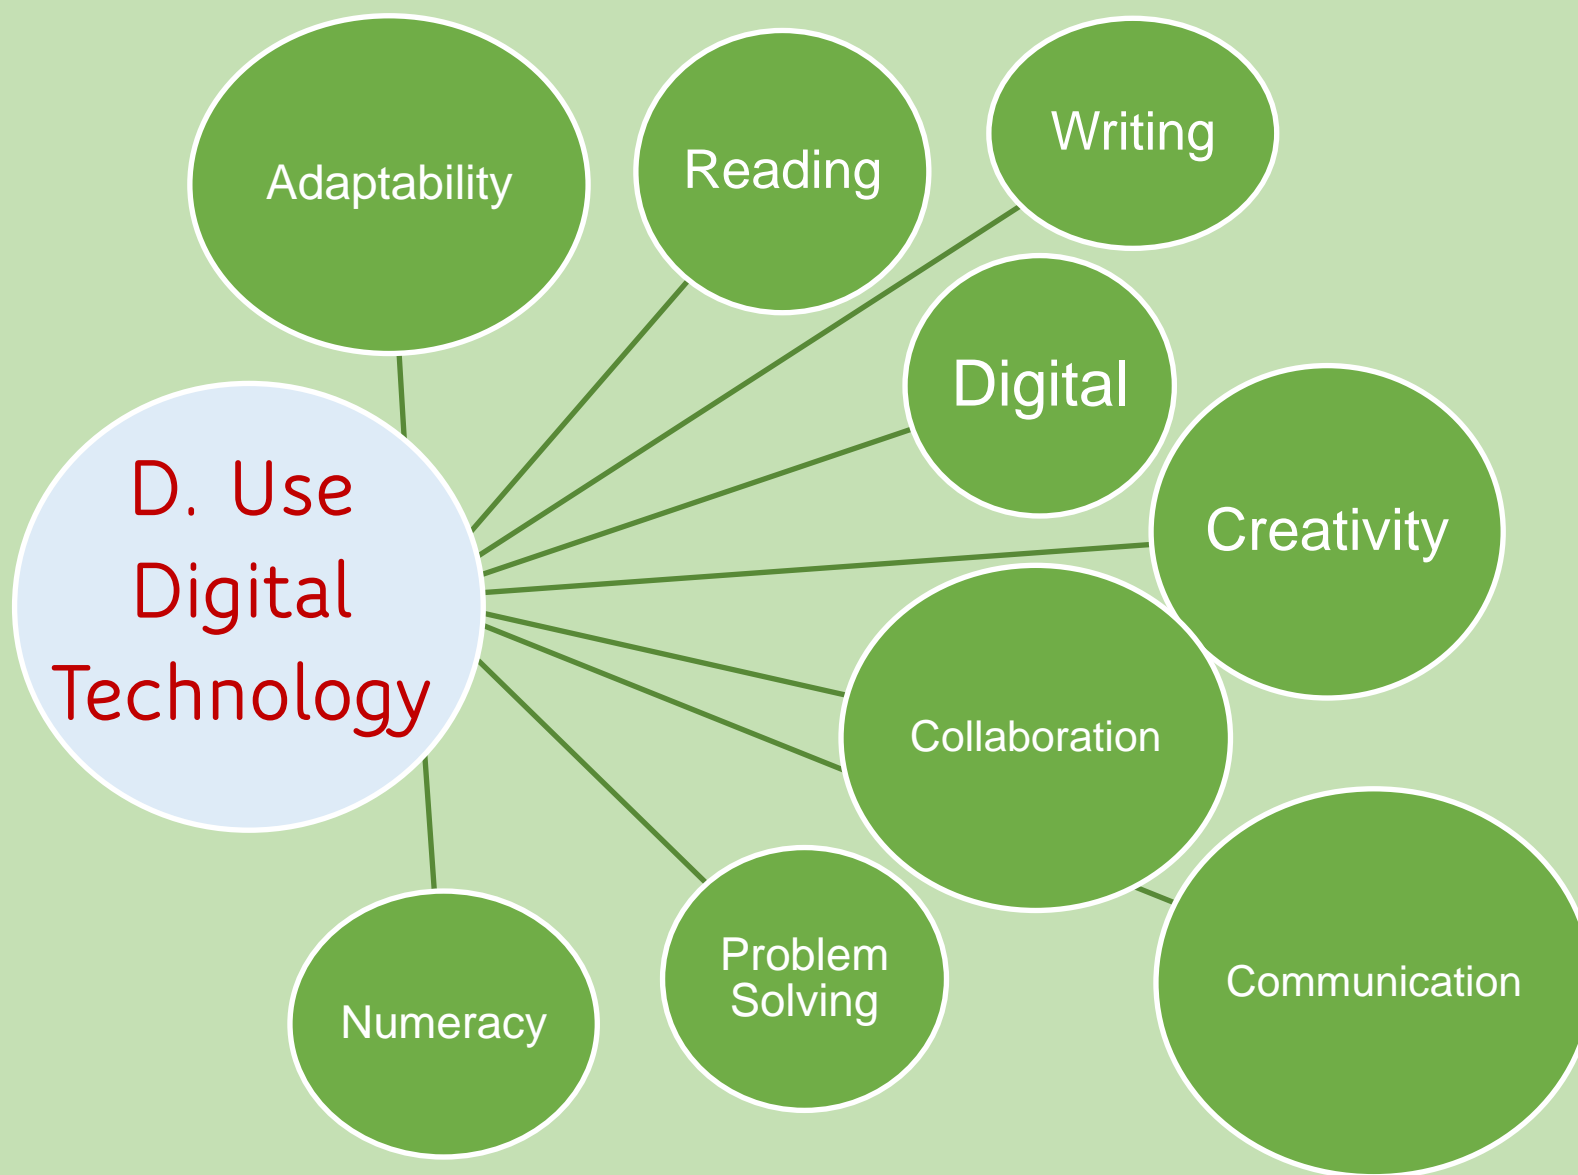 Adaptability
Reading
Writing
Digital
Creativity
D. Use
Digital
Technology
Collaboration
Communication
Problem
Solving
Numeracy